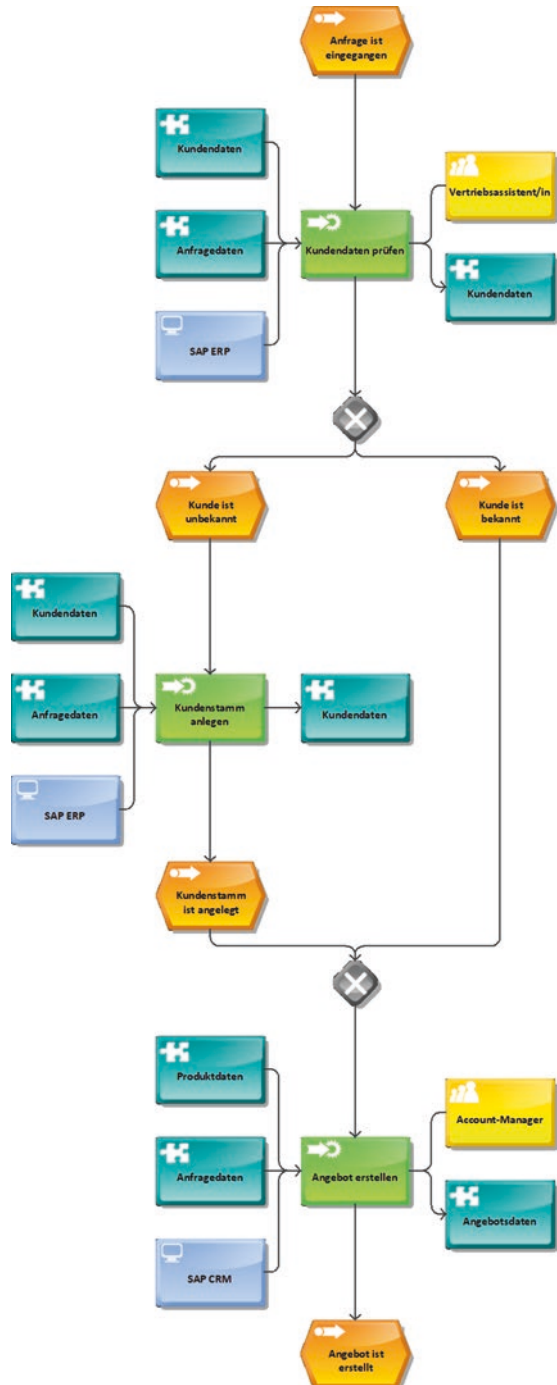 Anfrage ist
eingegangen
Kundendaten
Vertriebsassistent/in
Anfragedaten
Kundendaten prüfen
Kundendaten
SAP ERP
Kunde ist
unbekannt
Kunde ist
bekannt
Kundendaten
Anfragedaten
Kundenstamm
anlegen
Kundendaten
SAP ERP
Kundenstamm
ist angelegt
Produktdaten
Account-Manager
Anfragedaten
Angebot erstellen
Angebotsdaten
SAP CRM
Angebot ist
erstellt